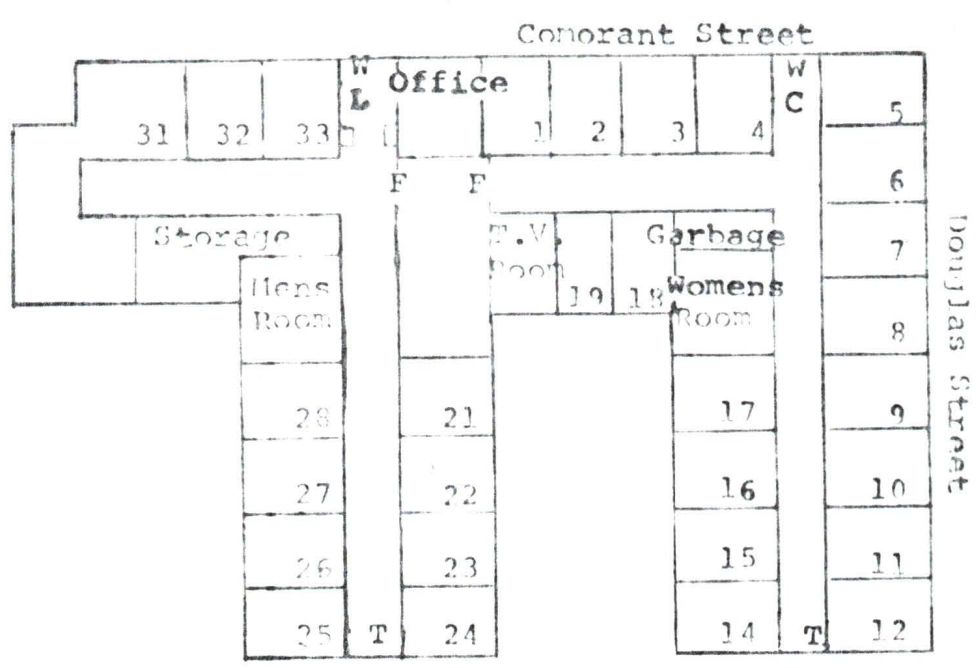 Comorant Street
W
L
Office
W
C
31 32 33 1 2 3 4 5
F F
6
Storage
T.V.
Room
Garbage
7
Mens
Room
19 18
Womens
Room
8
Douglas Street
28 21 17 9
27 22 16 10
26 23 15 11
25 T 24 14 T 12